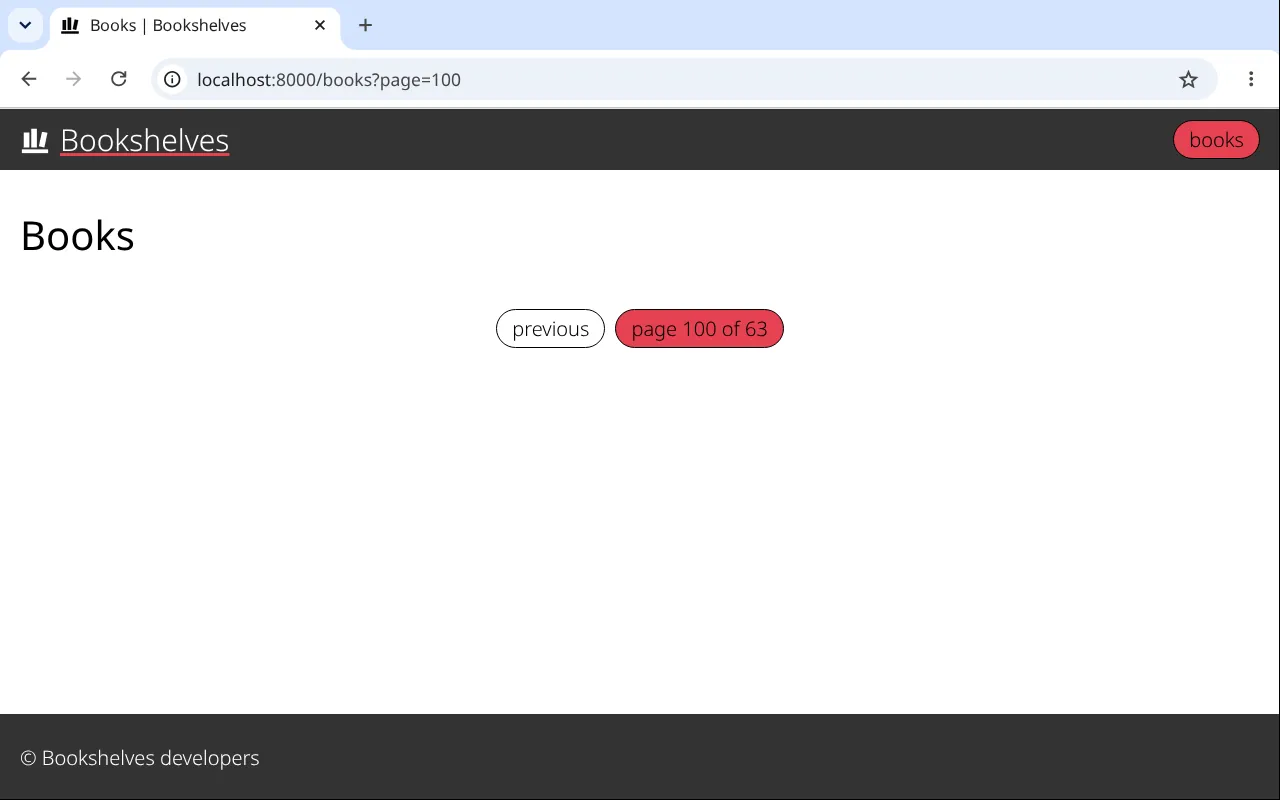 Books | Bookshelves
localhost:8000/books?page=100
Bookshelves
books
Books
previous
page 100 of 63
© Bookshelves developers